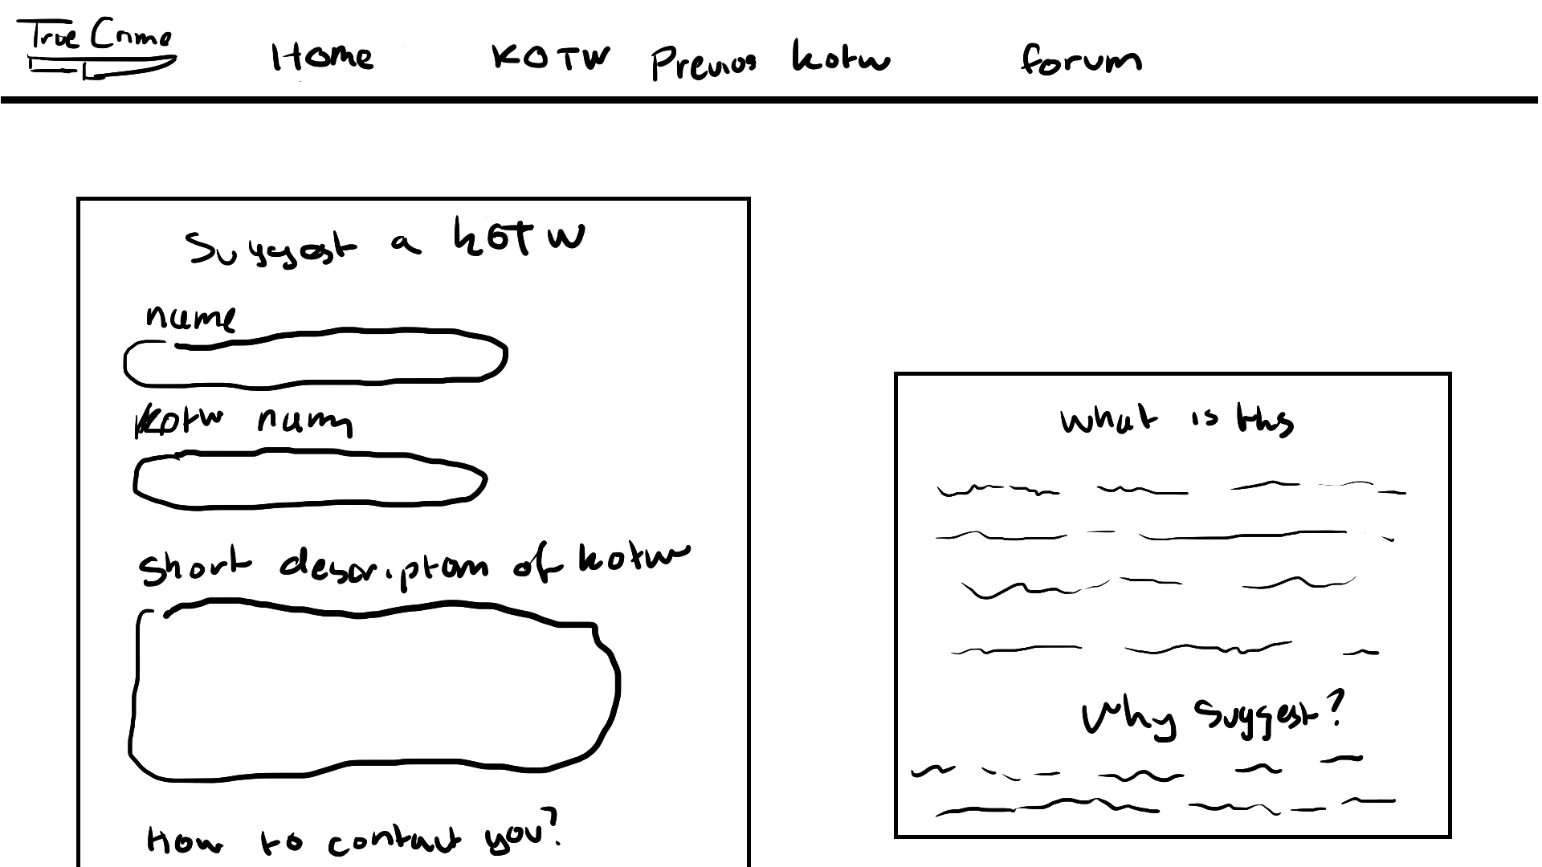 True Crime
Home KOTW Previos kotw forum
Suggest a KOTW
name
kotw name
short description of kotw
How to contact you?
What is this
Why suggest?